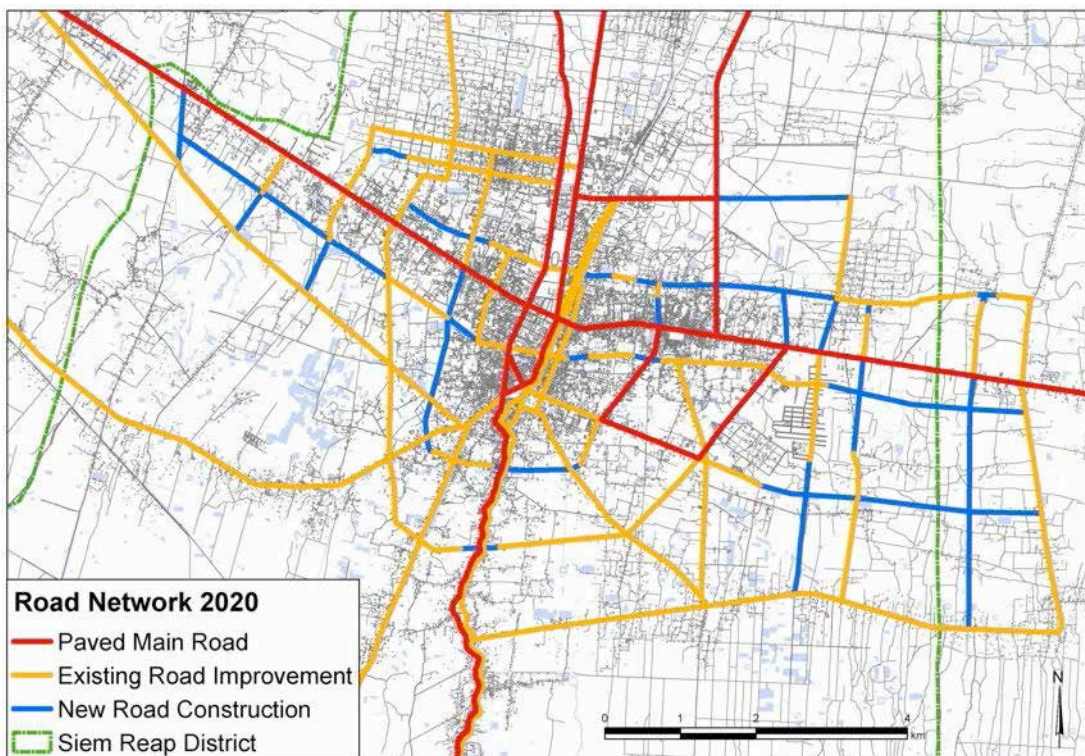 Road Network 2020
Paved Main Road
Existing Road Improvement
New Road Construction
Siem Reap District
N
0 1 2 4
km